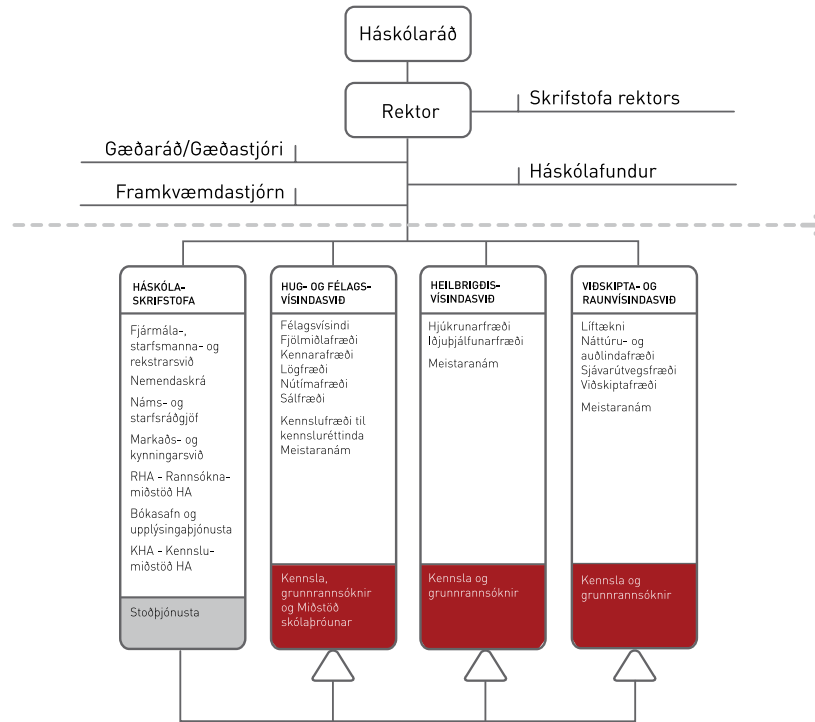 Háskólaráð
Rektor
Skrifstofa rektors
Gæðaráð/Gæðastjóri
Háskólafundur
Framkvæmdastjórn
HÁSKÓLA-
SKRIFSTOFA
Fjármála-,
starfsmanna- og
rekstrarsvið
Nemendaskrá
Náms- og
starfsráðgjöf
Markaðs- og
kynningarsvið
RHA - Rannsókna-
miðstöð HA
Bókasafn og
upplýsingaþjónusta
KHA - Kennslu-
miðstöð HA
Stoðþjónusta
HUG- OG FÉLAGS-
VÍSINDASVIÐ
Félagsvísindi
Fjölmiðlafræði
Kennarafræði
Lögfræði
Nútímafræði
Sálfræði
Kennslufræði til
kennsluréttinda
Meistaranám
Kennsla,
grunnrannsóknir
og Miðstöð
skólaþróunar
HEILBRIGÐIS-
VÍSINDASVIÐ
Hjúkrunarfræði
Iðjuþjálfunarfræði
Meistaranám
Kennsla og
grunnrannsóknir
VIÐSKIPTA- OG
RAUNVÍSINDASVIÐ
Líftækni
Náttúru- og
auðlindafræði
Sjávarútvegsfræði
Viðskiptafræði
Meistaranám
Kennsla og
grunnrannsóknir